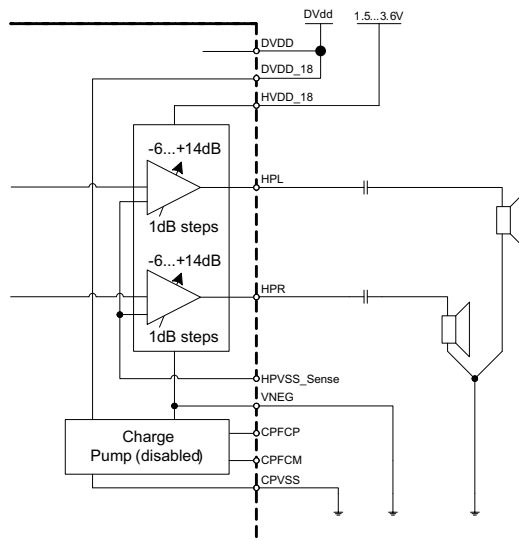 DVdd
1.5...3.6V
DVDD
DVDD_18
HVDD_18
-6...+14dB
HPL
1dB steps
-6...+14dB
HPR
1dB steps
HPVSS_Sense
VNEG
Charge
Pump (disabled)
CPFCP
CPFCM
CPVSS